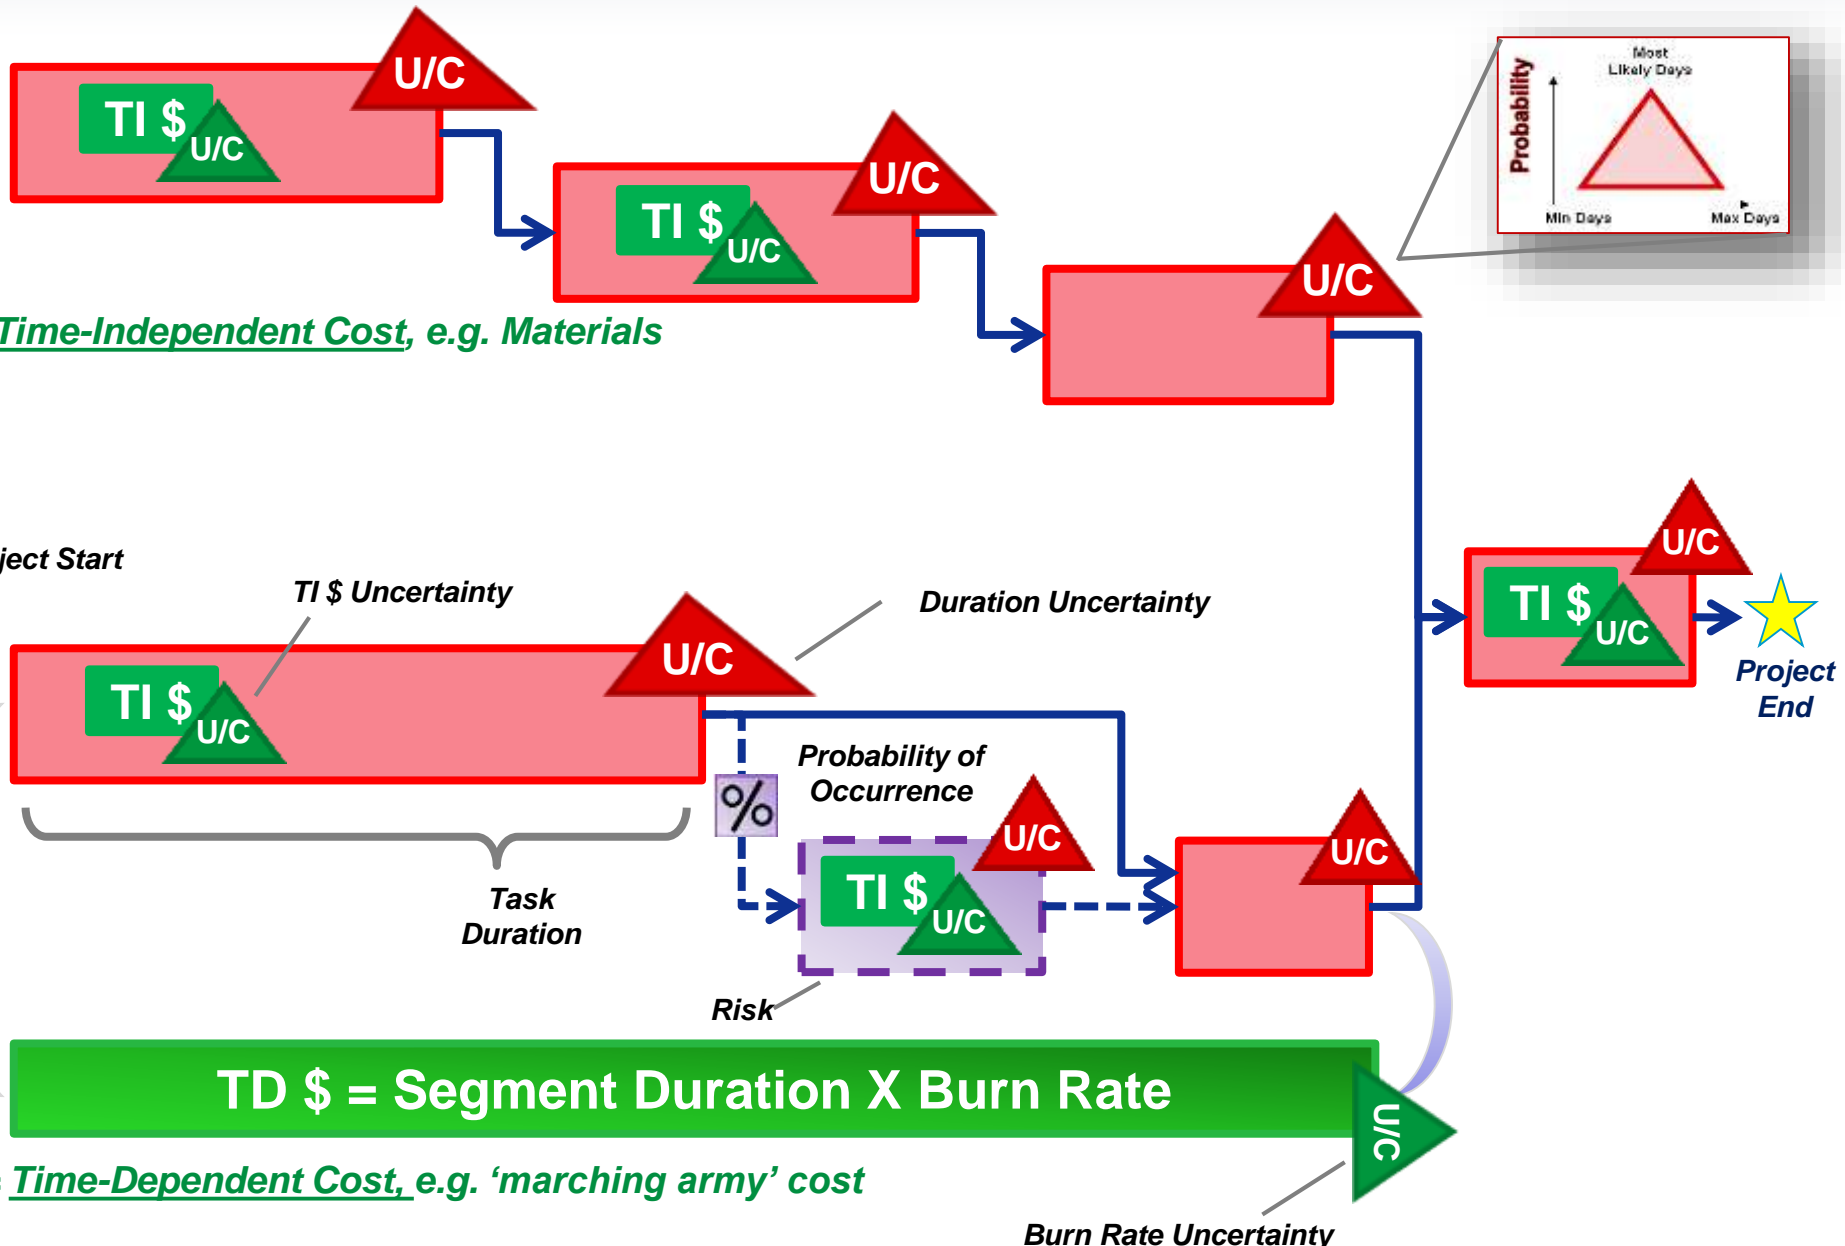 U/C
TI $
U/C
Most
Likely Days
Probability
Min Days
Max Days
U/C
TI $
U/C
U/C
Time-Independent Cost, e.g. Materials
ject Start
TI $ Uncertainty
Duration Uncertainty
U/C
TI $
U/C
U/C
TI $
U/C
Project
End
Probability of
Occurrence
%
U/C
TI $
U/C
U/C
Task
Duration
Risk
TD $ = Segment Duration X Burn Rate
U/C
= Time-Dependent Cost, e.g. ‘marching army’ cost
Burn Rate Uncertainty